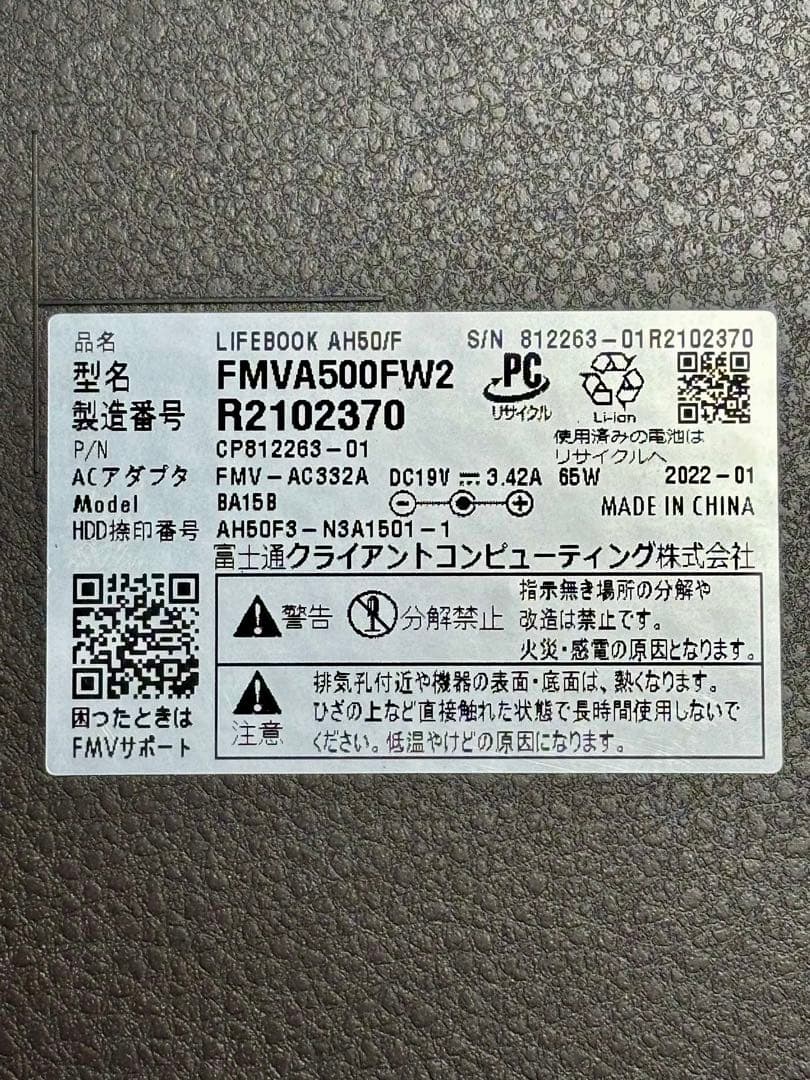 品名 LIFEBOOK AH50/F S/N 812263-01R2102370
型名 FMVA500FW2
製造番号 R2102370
P/N CP812263-01
PC
リサイクル
Li-ion
使用済みの電池は
リサイクルへ
ACアダプタ FMV-AC332A DC19V ⎓ 3.42A 65W 2022-01
Model BA15B MADE IN CHINA
HDD捺印番号 AH50F3-N3A1501-1
富士通クライアントコンピューティング株式会社
警告 分解禁止
指示無き場所の分解や
改造は禁止です。
火災・感電の原因となります。
注意
排気孔付近や機器の表面・底面は、熱くなります。
ひざの上など直接触れた状態で長時間使用しないで
ください。低温やけどの原因になります。
困ったときは
FMVサポート